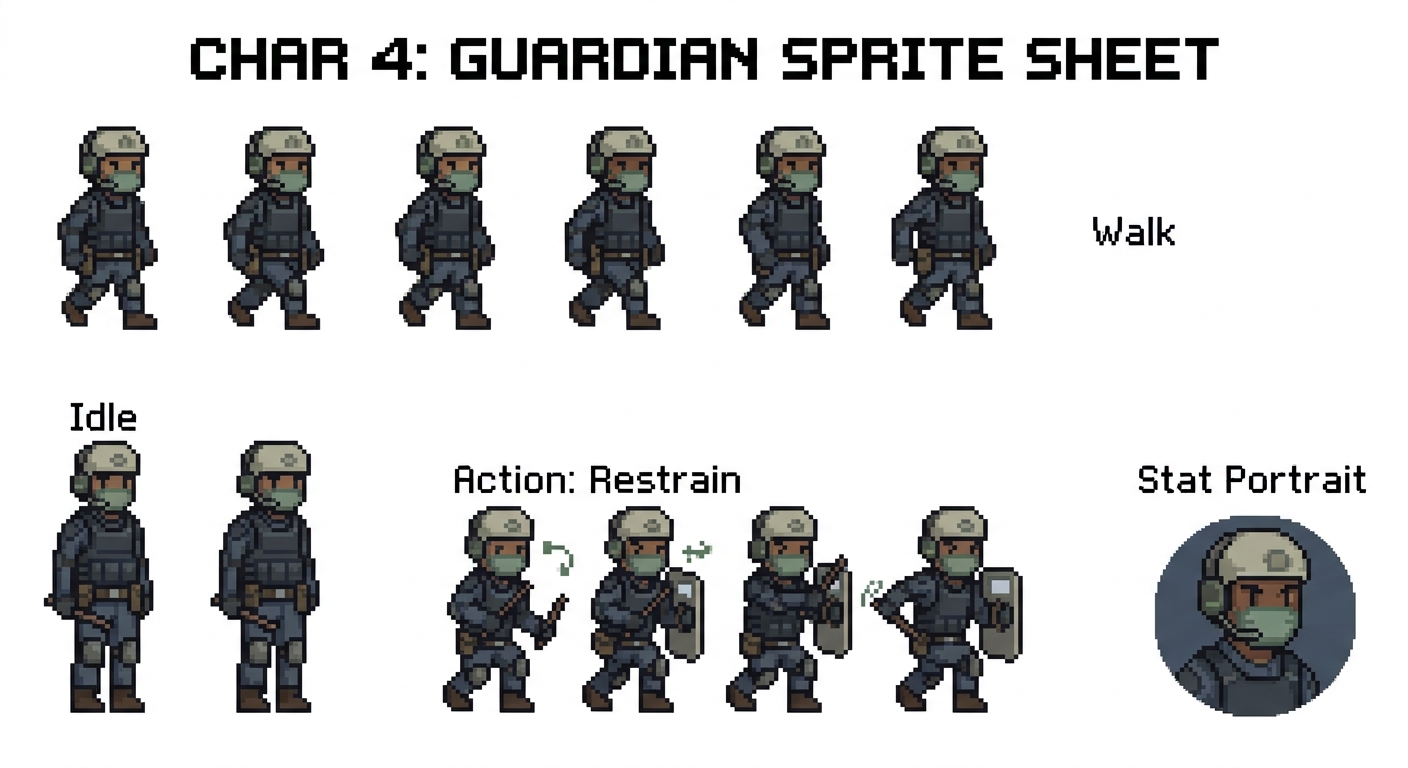 CHAR 4: GUARDIAN SPRITE SHEET
Walk
Idle
Action: Restrain
Stat Portrait